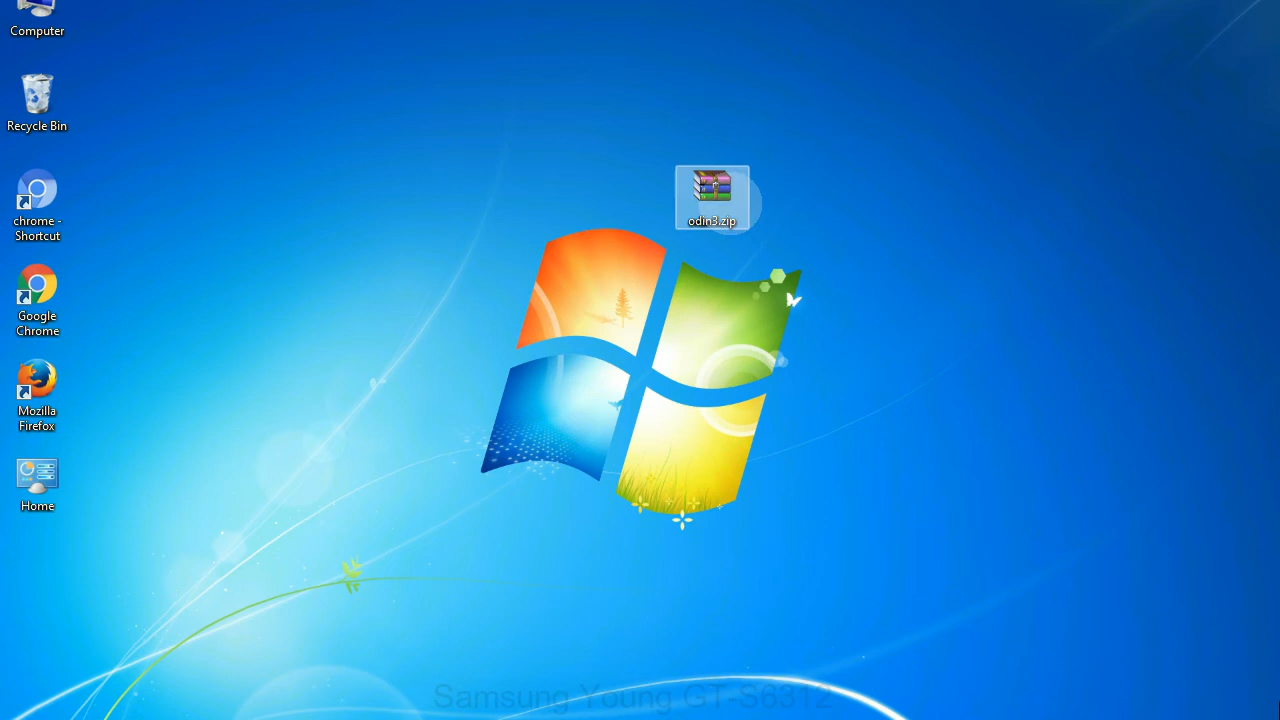 Computer
Recycle Bin
chrome -
Shortcut
Google
Chrome
Mozilla
Firefox
Home
odin3.zip
Samsung Young GT-S6312